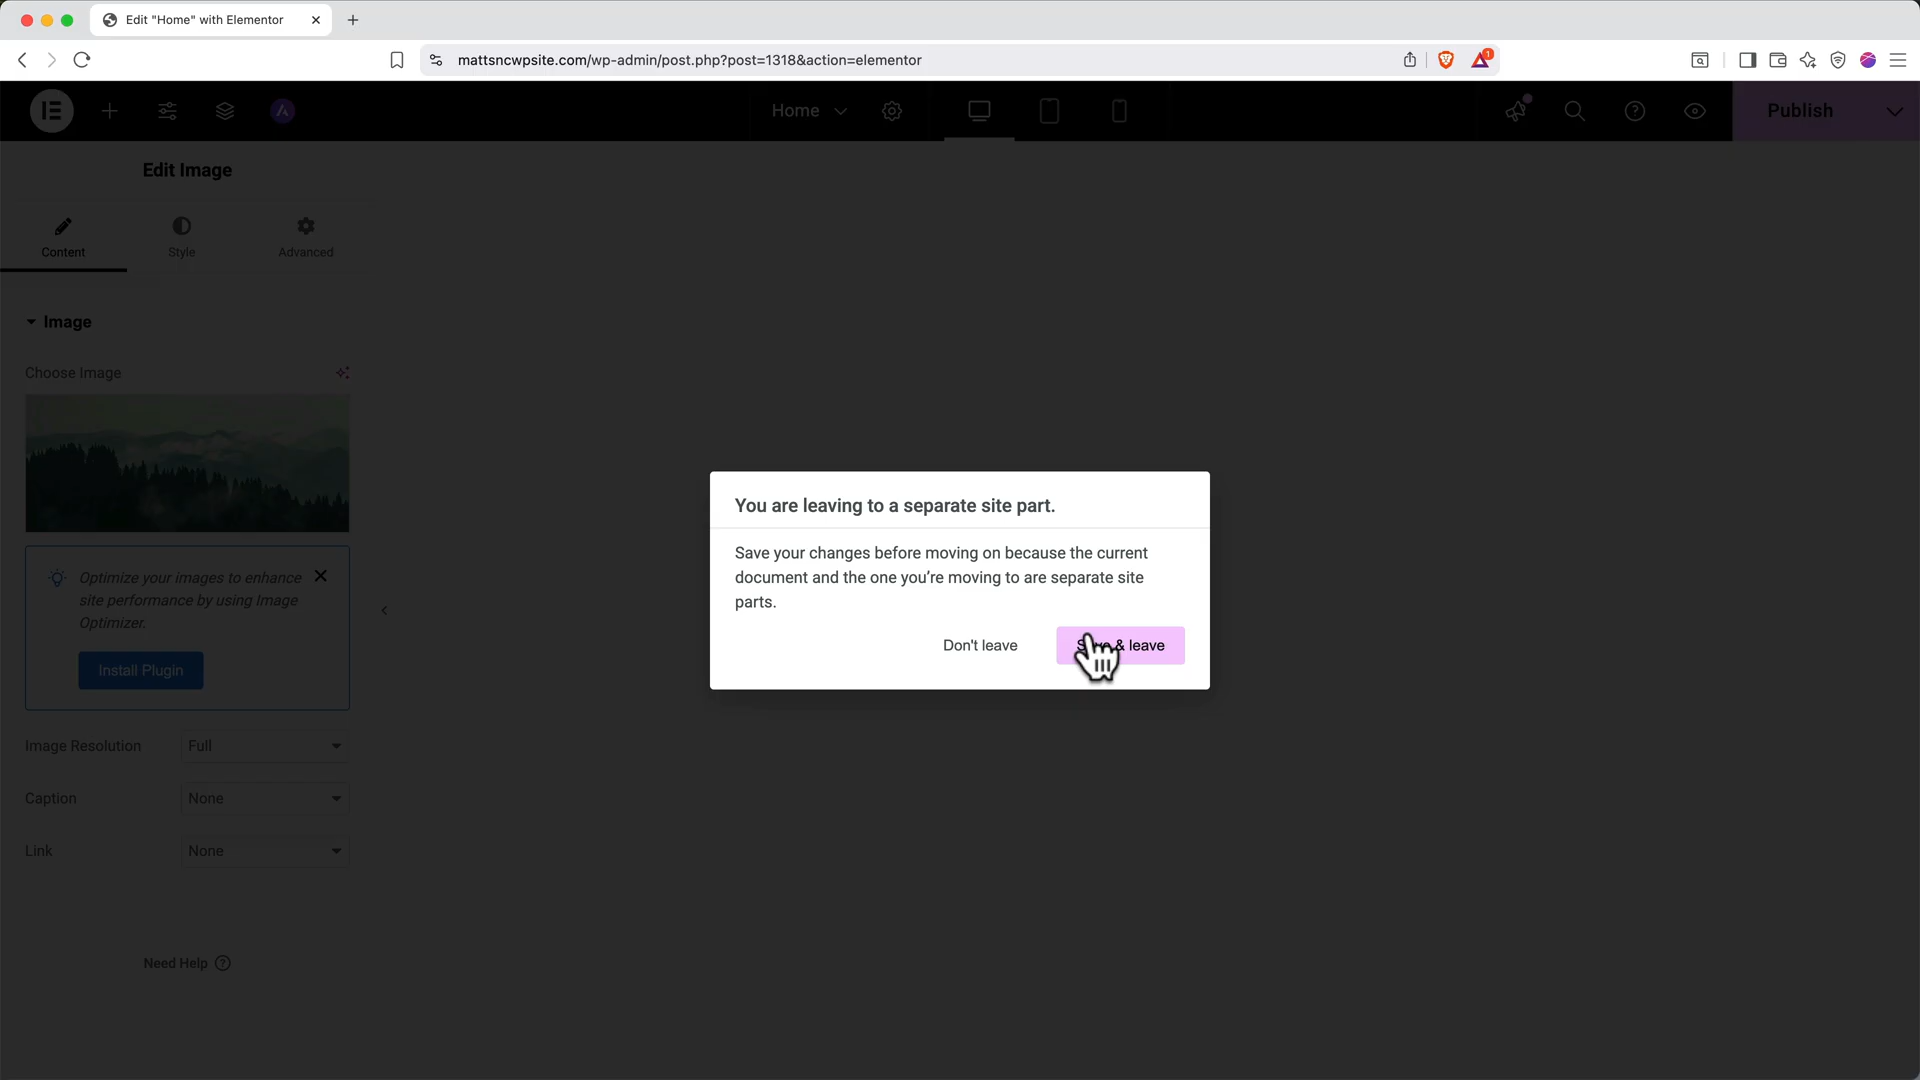 Edit "Home" with Elementor
mattsncwpsite.com/wp-admin/post.php?post=1318&action=elementor
1
Home
Publish
Edit Image
Content
Style
Advanced
Image
Choose Image
Optimize your images to enhance
site performance by using Image
Optimizer.
Install Plugin
Image Resolution
Full
Caption
None
Link
None
Need Help
You are leaving to a separate site part.
Save your changes before moving on because the current
document and the one you’re moving to are separate site
parts.
Don't leave
& leave